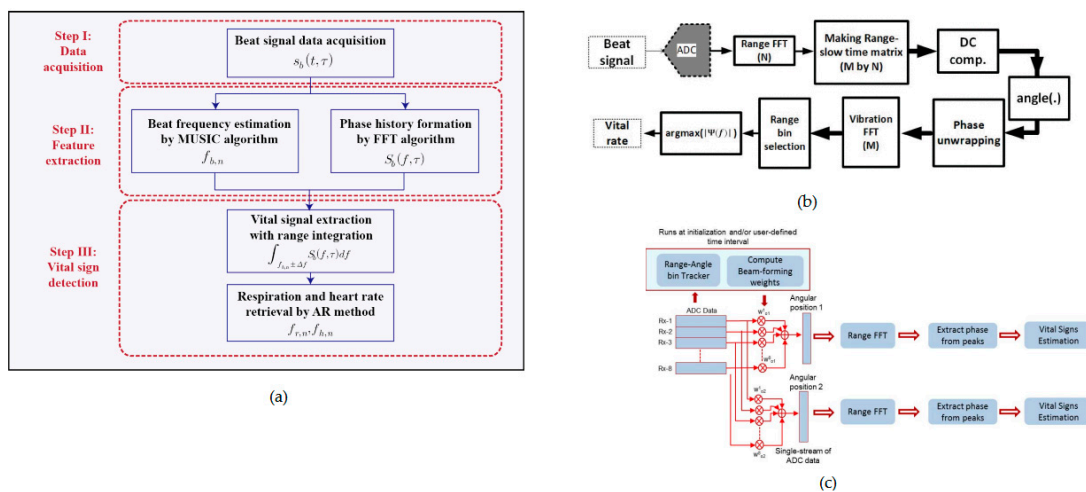 Step I:
Data
acquisition
Beat signal data acquisition
s_b(t, τ)
Step II:
Feature
extraction
Beat frequency estimation
by MUSIC algorithm
f_{b,n}
Phase history formation
by FFT algorithm
S_b(f, τ)
Step III:
Vital sign
detection
Vital signal extraction
with range integration
∫_{f_{b,n}±Δf} S_b(f, τ)df
Respiration and heart rate
retrieval by AR method
f_{r,n}, f_{h,n}
(a)
Beat
signal
ADC
Range FFT
(N)
Making Range-
slow time matrix
(M by N)
DC
comp.
angle(.)
Phase
unwrapping
Vibration
FFT
(M)
Range
bin
selection
argmax{|Ψ(f)|}
Vital
rate
(b)
Runs at initialization and/or user-defined
time interval
Range-Angle
bin Tracker
Compute
Beam-forming
weights
ADC Data
Rx-1
Rx-2
Rx-3
Rx-8
Angular
position 1
Range FFT
Extract phase
from peaks
Vital Signs
Estimation
Angular
position 2
Range FFT
Extract phase
from peaks
Vital Signs
Estimation
Single-stream of
ADC data
(c)